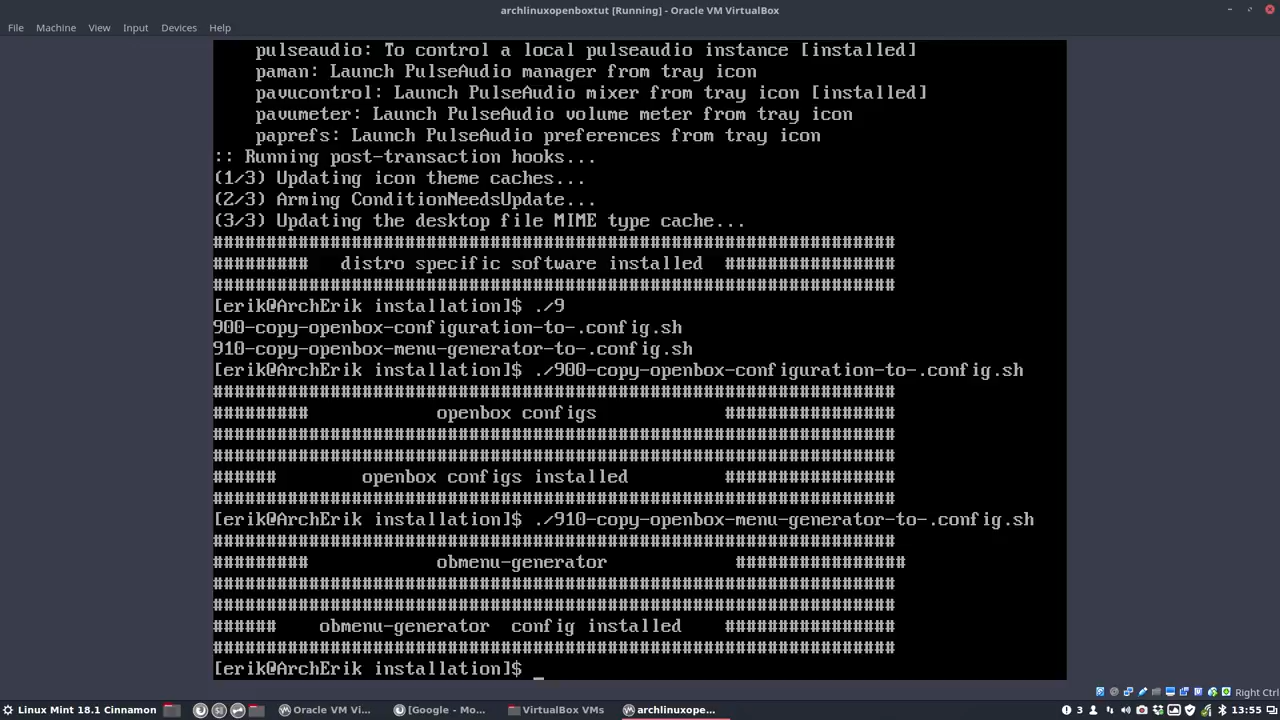 archlinuxopenboxtut [Running] - Oracle VM VirtualBox
File Machine View Input Devices Help
pulseaudio: To control a local pulseaudio instance [installed]
paman: Launch PulseAudio manager from tray icon
pavucontrol: Launch PulseAudio mixer from tray icon [installed]
pavumeter: Launch PulseAudio volume meter from tray icon
paprefs: Launch PulseAudio preferences from tray icon
:: Running post-transaction hooks...
(1/3) Updating icon theme caches...
(2/3) Arming ConditionNeedsUpdate...
(3/3) Updating the desktop file MIME type cache...
################################################################
######### distro specific software installed ################
################################################################
[erik@ArchErik installation]$ ./9
900-copy-openbox-configuration-to-.config.sh
910-copy-openbox-menu-generator-to-.config.sh
[erik@ArchErik installation]$ ./900-copy-openbox-configuration-to-.config.sh
################################################################
######### openbox configs ################
################################################################
################################################################
###### openbox configs installed ################
################################################################
[erik@ArchErik installation]$ ./910-copy-openbox-menu-generator-to-.config.sh
################################################################
######### obmenu-generator ################
################################################################
################################################################
###### obmenu-generator config installed ################
################################################################
[erik@ArchErik installation]$ _
Right Ctrl
Linux Mint 18.1 Cinnamon Oracle VM Vi... [Google - Mo... VirtualBox VMs archlinuxope... 3 13:55